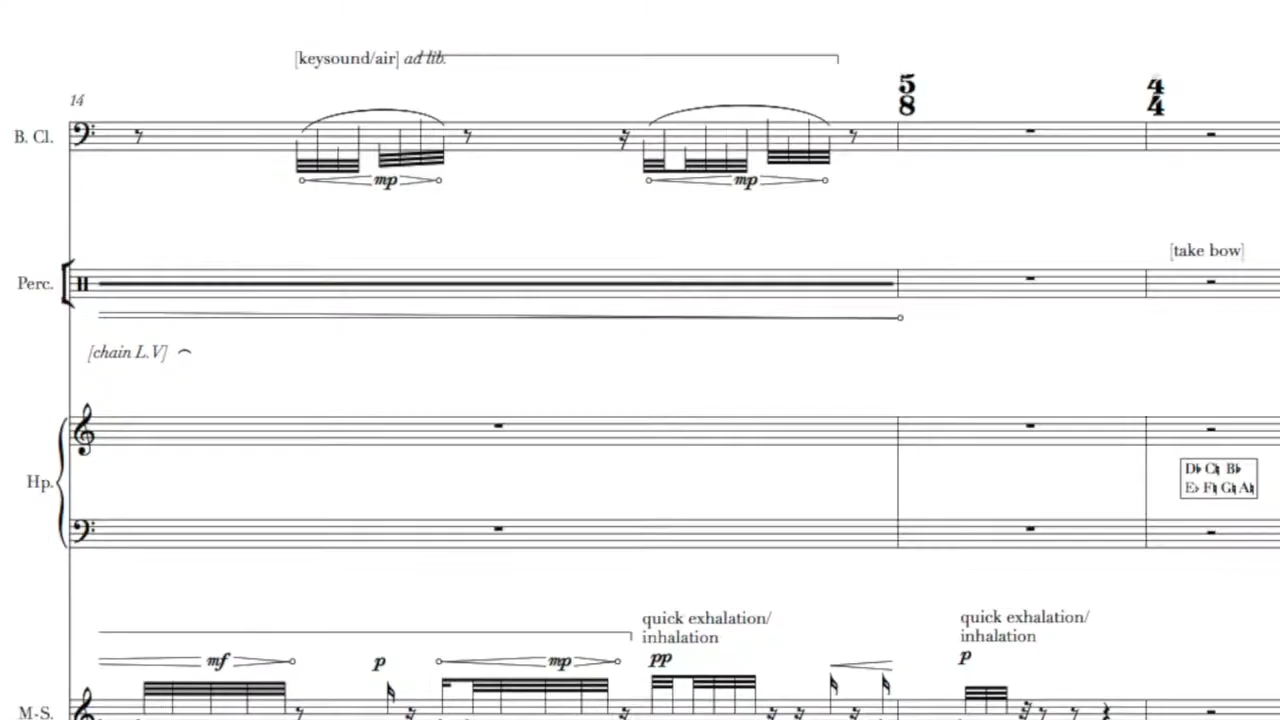 [keysound/air] ad lib.
14
5
8
4
4
B. Cl.
mp
mp
[take bow]
Perc.
[chain L.V]
Hp.
D♭ C♮ B♭
E♭ F♮ G♮ A♮
quick exhalation/
inhalation
quick exhalation/
inhalation
mf
p
mp
pp
p
M-S.